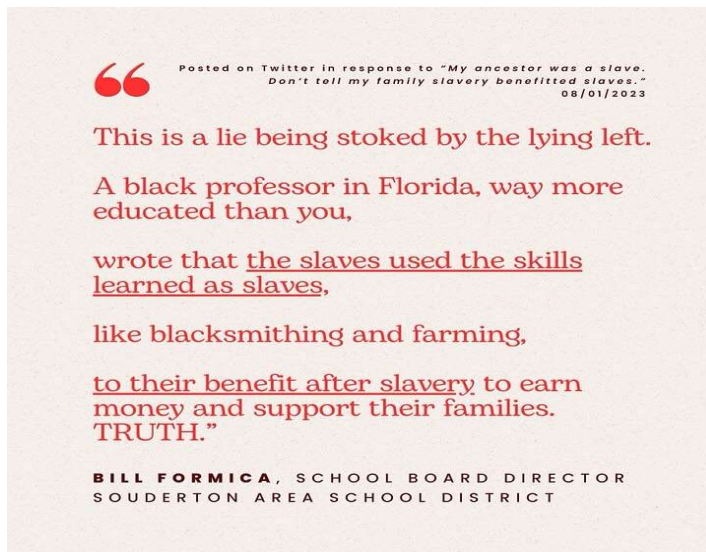 “ Posted on Twitter in response to “My ancestor was a slave.
Don’t tell my family slavery benefitted slaves.”
08/01/2023
This is a lie being stoked by the lying left.
A black professor in Florida, way more
educated than you,
wrote that the slaves used the skills
learned as slaves,
like blacksmithing and farming,
to their benefit after slavery to earn
money and support their families.
TRUTH.”
BILL FORMICA, SCHOOL BOARD DIRECTOR
SOUDERTON AREA SCHOOL DISTRICT